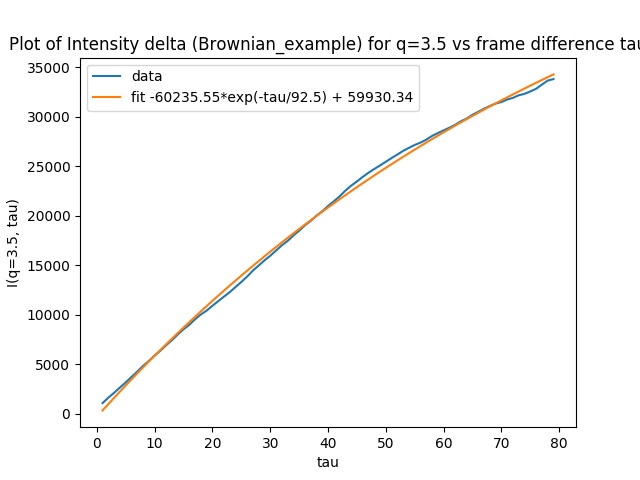 Plot of Intensity delta (Brownian_example) for q=3.5 vs frame difference tau
data
fit -60235.55*exp(-tau/92.5) + 59930.34
I(q=3.5, tau)
35000
30000
25000
20000
15000
10000
5000
0
0 10 20 30 40 50 60 70 80
tau